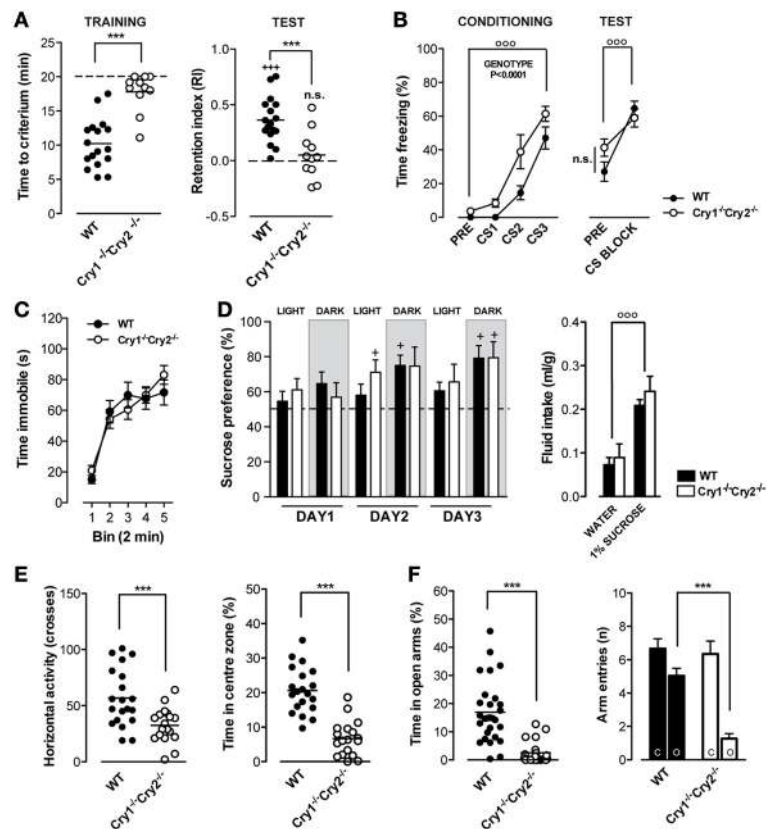 A
TRAINING
TEST
Time to criterium (min)
25
20
15
10
5
0
***
WT
Cry1 -/-Cry2 -/-
Retention index (RI)
1.0
0.5
0.0
-0.5
***
+++
n.s.
WT
Cry1-/-Cry2-/-
B
CONDITIONING
TEST
Time freezing (%)
100
80
60
40
20
0
ooo
GENOTYPE
P<0.0001
PRE
CS1
CS2
CS3
ooo
n.s.
PRE
CS BLOCK
WT
Cry1-/-Cry2-/-
C
WT
Cry1-/-Cry2-/-
Time immobile (s)
120
100
80
60
40
20
0
1 2 3 4 5
Bin (2 min)
D
LIGHT DARK LIGHT DARK LIGHT DARK
Sucrose preference (%)
100
80
60
40
20
0
+ + + +
DAY1 DAY2 DAY3
Fluid intake (ml/g)
0.4
0.3
0.2
0.1
0.0
ooo
WATER
1% SUCROSE
WT
Cry1-/-Cry2-/-
E
Horizontal activity (crosses)
150
100
50
0
***
WT
Cry1-/-Cry2-/-
Time in centre zone (%)
50
40
30
20
10
0
***
WT
Cry1-/-Cry2-/-
F
Time in open arms (%)
60
50
40
30
20
10
0
***
WT
Cry1-/-Cry2-/-
Arm entries (n)
10
8
6
4
2
0
***
C O C O
WT
Cry1-/-Cry2-/-